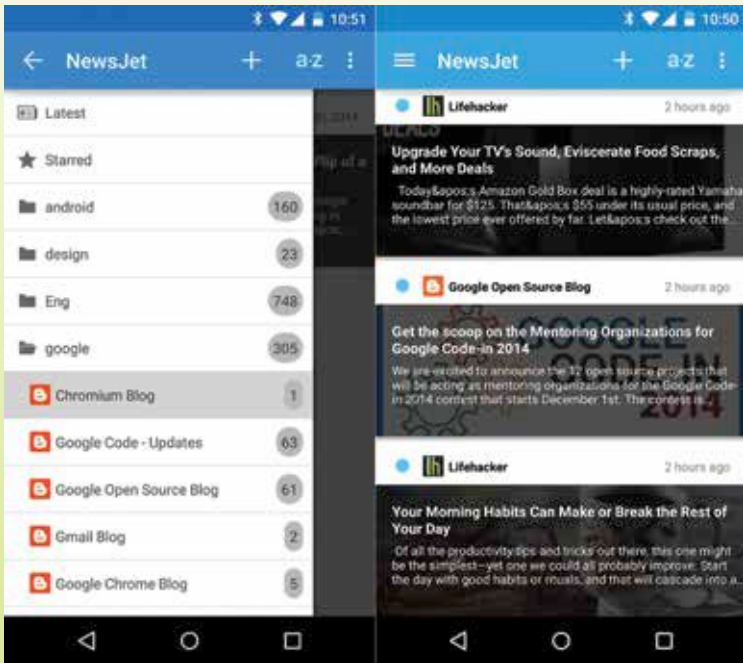 10:51
NewsJet
a-z
Latest
Starred
android
160
design
23
Eng
748
google
305
Chromium Blog
1
Google Code - Updates
63
Google Open Source Blog
61
Gmail Blog
2
Google Chrome Blog
5
10:50
NewsJet
a-z
Lifehacker
2 hours ago
DEALS
Upgrade Your TV's Sound, Eviscerate Food Scraps,
and More Deals
Today&apos;s Amazon Gold Box deal is a highly-rated Yamaha
soundbar for $125. That&apos;s $55 under its usual price, and
the lowest price ever offered by far. Let&apos;s check out the...
Google Open Source Blog
2 hours ago
GOOGLE
CODE-IN
2014
Get the scoop on the Mentoring Organizations for
Google Code-in 2014
We are excited to announce the 12 open source projects that
will be acting as mentoring organizations for the Google Code-
in 2014 contest that starts December 1st. The contest is...
Lifehacker
2 hours ago
Your Morning Habits Can Make or Break the Rest of
Your Day
Of all the productivity tips and tricks out there, this one might
be the simplest—yet one we could all probably improve: Start
the day with good habits or rituals, and that will cascade into a...